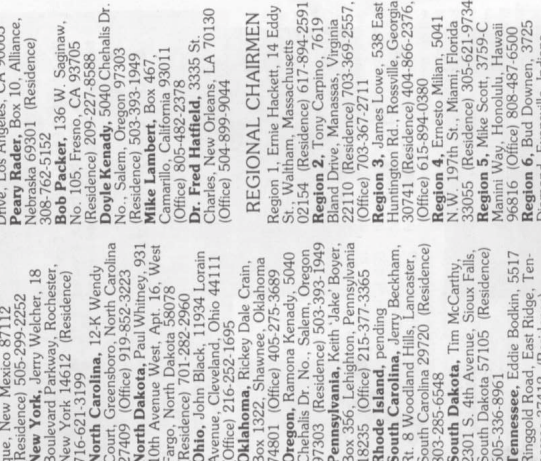 que, New Mexico 87112
(Residence) 505-299-2252
New York, Jerry Welcher, 18
Boulevard Parkway, Rochester,
New York 14612 (Residence)
716-621-3199
North Carolina, 12-K Wendy
Court, Greensboro, North Carolina
27409 (Office) 919-852-3223
North Dakota, Paul Whitney, 931
10th Avenue West, Apt. 16, West
Fargo, North Dakota 58078
(Residence) 701-282-2960
Ohio, John Black, 11934 Lorain
Avenue, Cleveland, Ohio 44111
(Office) 216-252-1695
Oklahoma, Rickey Dale Crain,
Box 1322, Shawnee, Oklahoma
74801 (Office) 405-275-3689
Oregon, Ramona Kenady, 5040
Chehalis Dr. No., Salem, Oregon
97303 (Residence) 503-393-1949
Pennsylvania, Keith 'Jake' Boyer,
Box 356, Lehighton, Pennsylvania
18235 (Office) 215-377-3365
Rhode Island, pending
South Carolina, Jerry Beckham,
Rt. 8 Woodland Hills, Lancaster,
South Carolina 29720 (Residence)
803-285-6548
South Dakota, Tim McCarthy,
2301 S. 4th Avenue, Sioux Falls,
South Dakota 57105 (Residence)
605-336-8961
Tennessee, Eddie Bodkin, 5517
Ringgold Road, East Ridge, Ten-
Drive, Los Angeles, CA
Peary Rader, Box 10, Alliance,
Nebraska 69301 (Residence)
308-762-5152
Bob Packer, 136 W. Saginaw,
No. 105, Fresno, CA 93705
(Residence) 209-227-8588
Doyle Kenady, 5040 Chehalis Dr.
No., Salem, Oregon 97303
(Residence) 503-393-1949
Mike Lambert, Box 467,
Camarillo, California 93011
(Office) 805-482-2378
Dr. Fred Hatfield, 3335 St.
Charles, New Orleans, LA 70130
(Office) 504-899-9044
REGIONAL CHAIRMEN
Region 1, Ernie Hackett, 14 Eddy
St., Waltham, Massachusetts
02154 (Residence) 617-894-2591
Region 2, Tony Carpino, 7619
Bland Drive, Manassas, Virginia
22110 (Residence) 703-369-2557,
(Office) 703-367-2711
Region 3, James Lowe, 538 East
Huntington Rd., Rossville, Georgia
30741 (Residence) 404-866-2376,
(Office) 615-894-0380
Region 4, Ernesto Milian, 5041
N.W. 197th St., Miami, Florida
33055 (Residence) 305-621-9734
Region 5, Mike Scott, 3759-C
Manini Way, Honolulu, Hawaii
96816 (Office) 808-487-6500
Region 6, Bud Downen, 3725